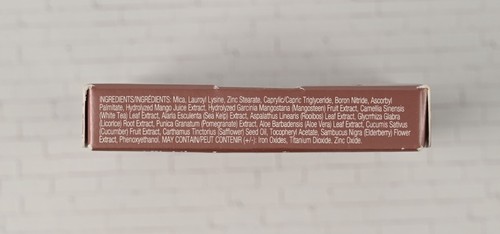 INGREDIENTS/INGRÉDIENTS: Mica, Lauroyl Lysine, Zinc Stearate, Caprylic/Capric Triglyceride, Boron Nitride, Ascorbyl
Palmitate, Hydrolyzed Mango Juice Extract, Hydrolyzed Garcinia Mangostana (Mangosteen) Fruit Extract, Camellia Sinensis
(White Tea) Leaf Extract, Alaria Esculenta (Sea Kelp) Extract, Aspalathus Linearis (Rooibos) Leaf Extract, Glycrrhiza Glabra
(Licorice) Root Extract, Punica Granatum (Pomegranate) Extract, Aloe Barbadensis (Aloe Vera) Leaf Extract, Cucumis Sativus
(Cucumber) Fruit Extract, Carthamus Tinctorius (Safflower) Seed Oil, Tocopheryl Acetate, Sambucus Nigra (Elderberry) Flower
Extract, Phenoxyethanol. MAY CONTAIN/PEUT CONTENIR (+/-): Iron Oxides, Titanium Dioxide, Zinc Oxide.